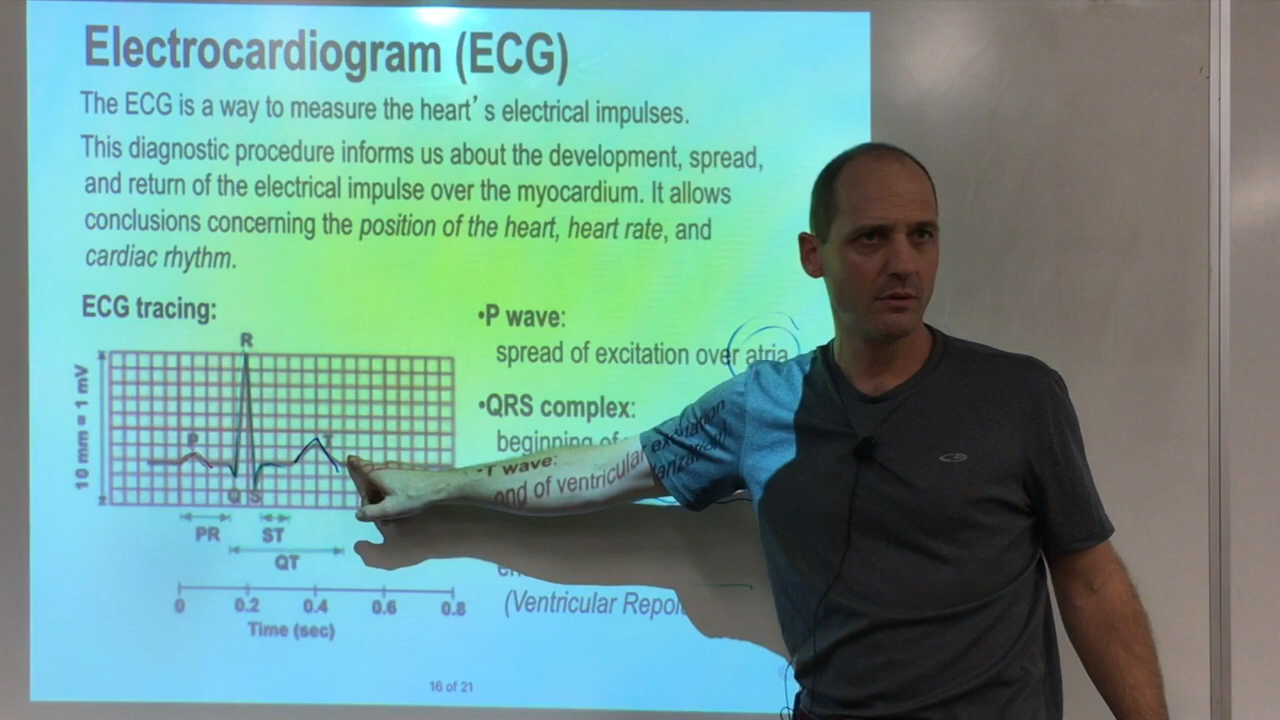 Electrocardiogram (ECG)
The ECG is a way to measure the heart's electrical impulses.
This diagnostic procedure informs us about the development, spread,
and return of the electrical impulse over the myocardium. It allows
conclusions concerning the position of the heart, heart rate, and
cardiac rhythm.
ECG tracing:
R
10 mm = 1 mV
P
T
Q S
PR
ST
QT
0 0.2 0.4 0.6 0.8
Time (sec)
•P wave:
spread of excitation over atria
•QRS complex:
beginning of
excitation
•T wave:
end of ventricular
(Ventricular
16 of 21